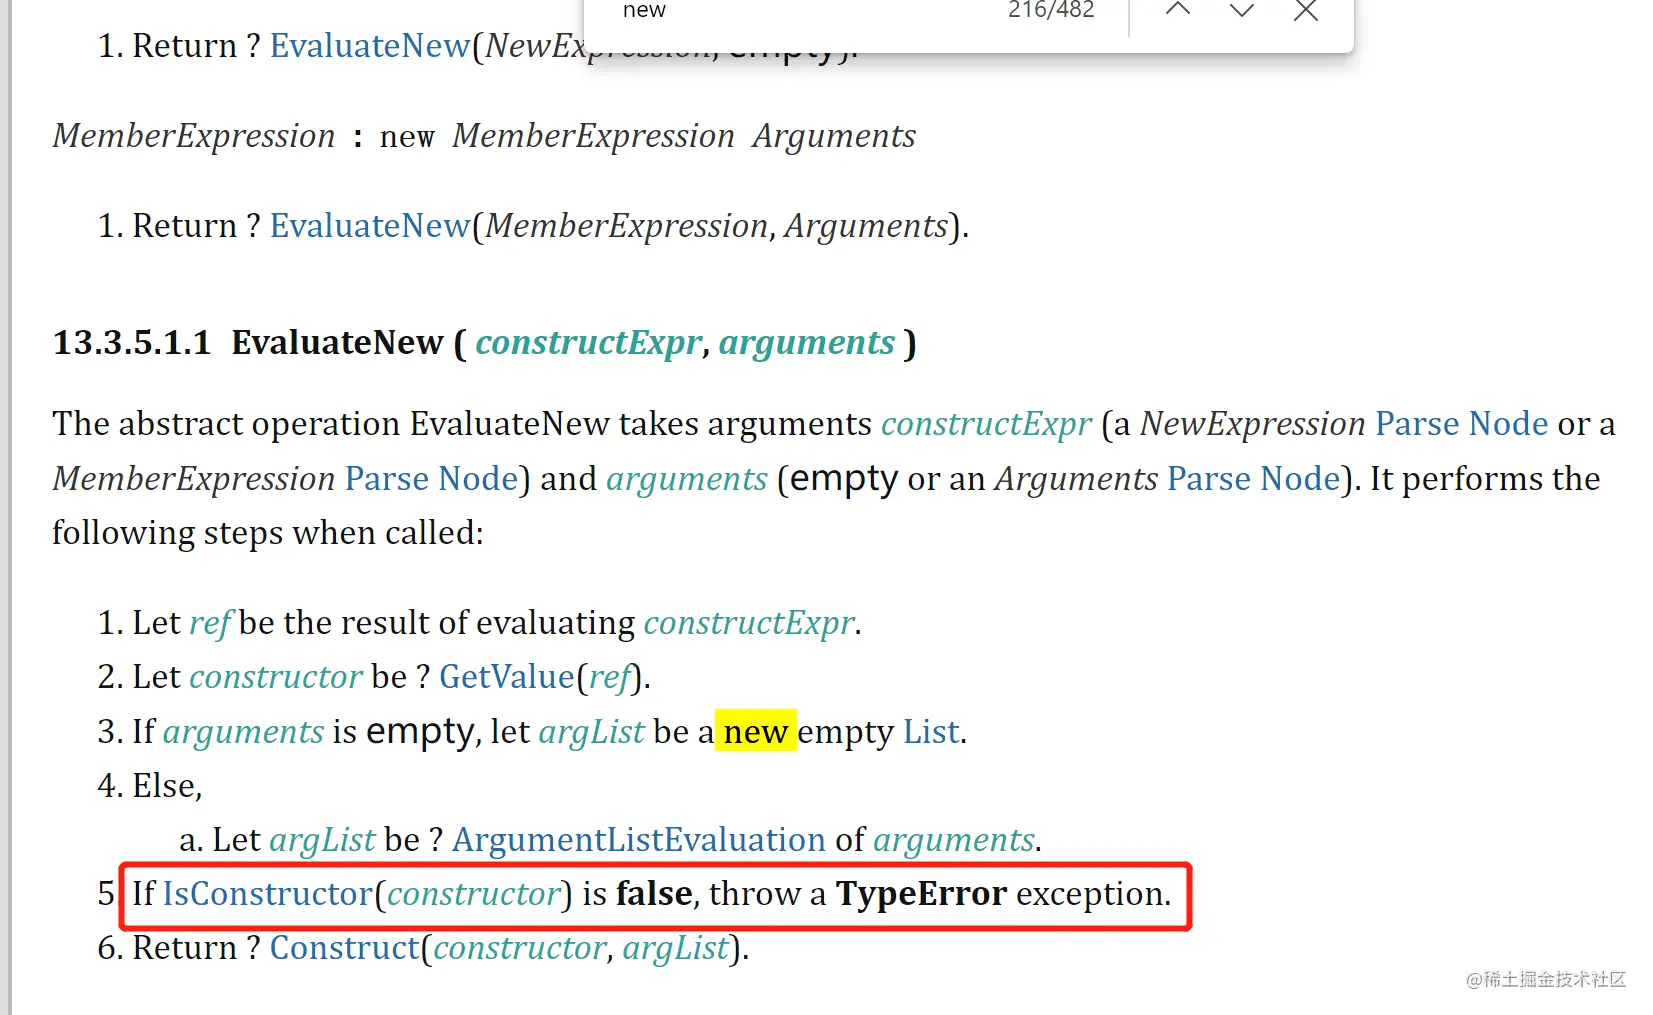 new 216/482
1. Return ? EvaluateNew(NewExpression, empty).
MemberExpression : new MemberExpression Arguments
1. Return ? EvaluateNew(MemberExpression, Arguments).
13.3.5.1.1 EvaluateNew ( constructExpr, arguments )
The abstract operation EvaluateNew takes arguments constructExpr (a NewExpression Parse Node or a
MemberExpression Parse Node) and arguments (empty or an Arguments Parse Node). It performs the
following steps when called:
1. Let ref be the result of evaluating constructExpr.
2. Let constructor be ? GetValue(ref).
3. If arguments is empty, let argList be a new empty List.
4. Else,
a. Let argList be ? ArgumentListEvaluation of arguments.
5. If IsConstructor(constructor) is false, throw a TypeError exception.
6. Return ? Construct(constructor, argList).
@稀土掘金技术社区